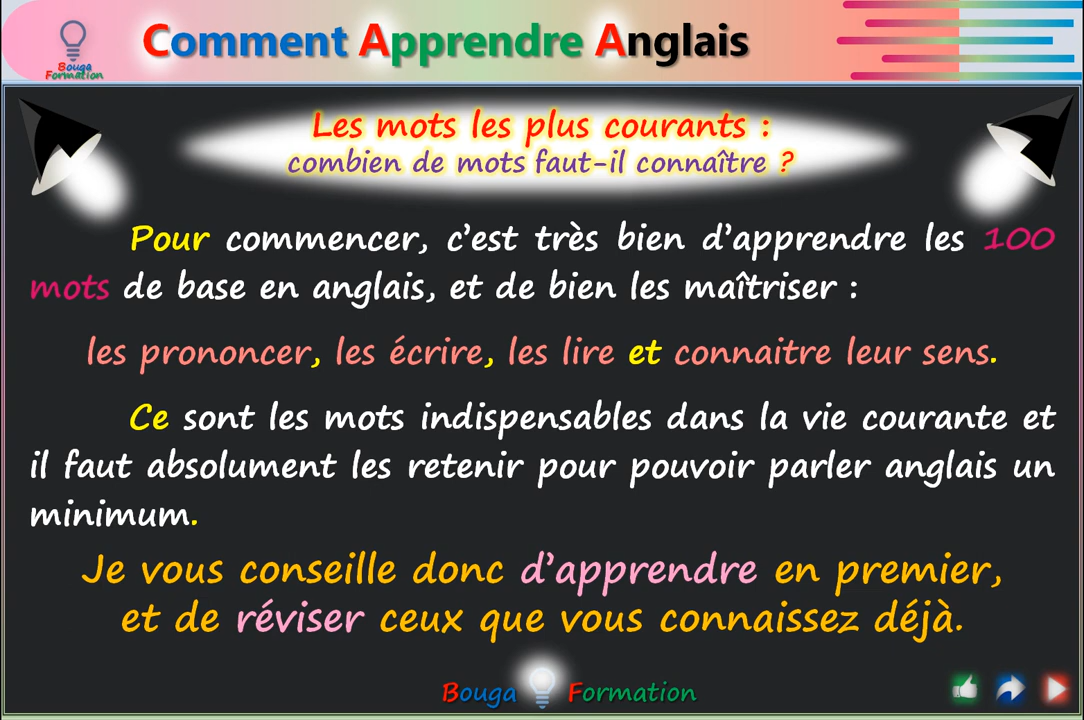 Comment Apprendre Anglais
Bouga
Formation
Les mots les plus courants :
combien de mots faut-il connaître ?
Pour commencer, c’est très bien d’apprendre les 100
mots de base en anglais, et de bien les maîtriser :
les prononcer, les écrire, les lire et connaitre leur sens.
Ce sont les mots indispensables dans la vie courante et
il faut absolument les retenir pour pouvoir parler anglais un
minimum.
Je vous conseille donc d’apprendre en premier,
et de réviser ceux que vous connaissez déjà.
Bouga Formation